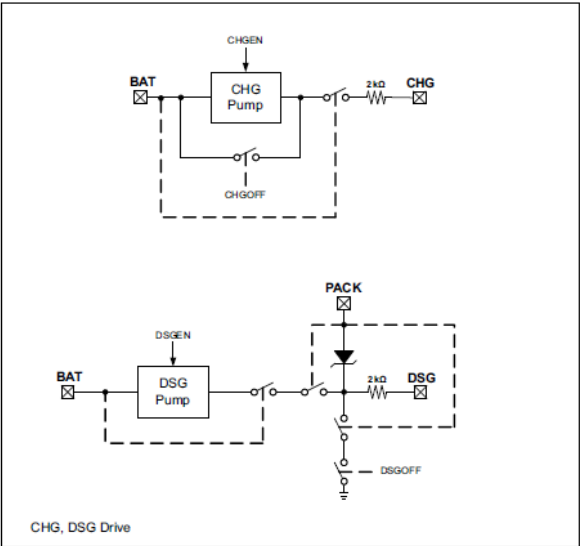 CHGEN
BAT
CHG
Pump
2 kΩ
CHG
CHGOFF
PACK
DSGEN
BAT
DSG
Pump
2 kΩ
DSG
DSGOFF
CHG, DSG Drive